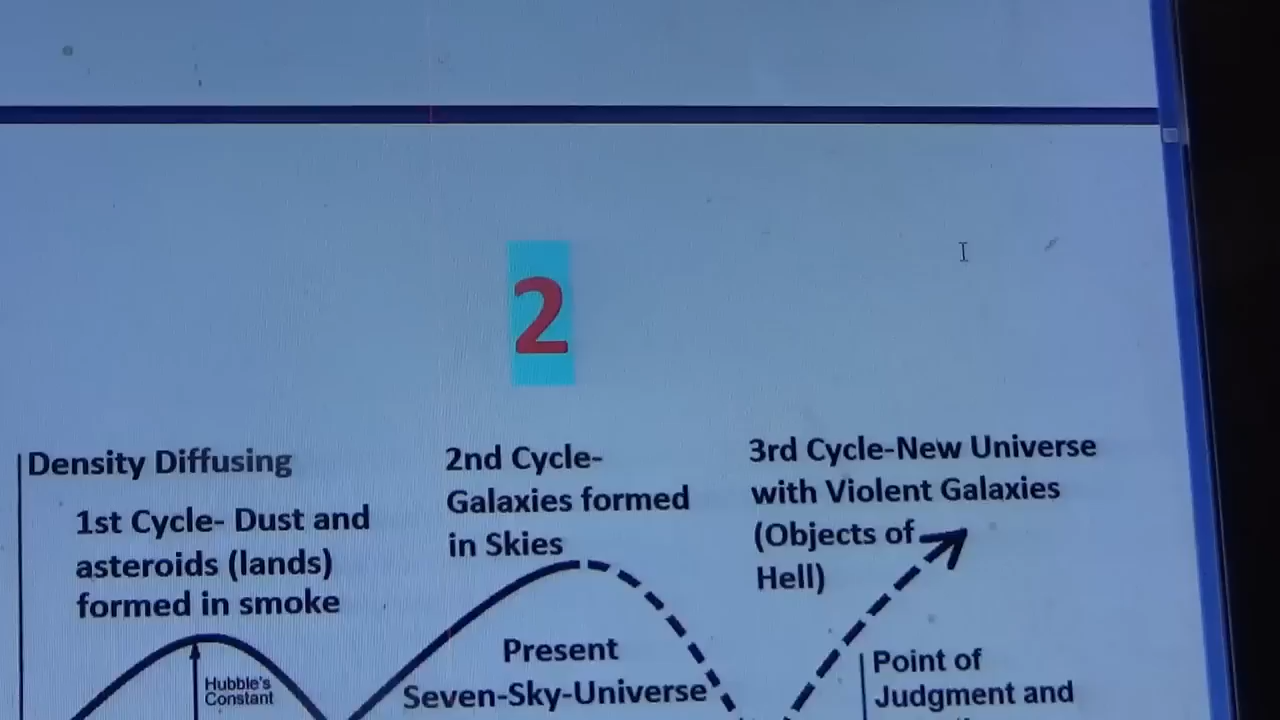 2
Density Diffusing
1st Cycle- Dust and
asteroids (lands)
formed in smoke
Hubble's
Constant
2nd Cycle-
Galaxies formed
in Skies
Present
Seven-Sky-Universe
3rd Cycle-New Universe
with Violent Galaxies
(Objects of
Hell)
Point of
Judgment and